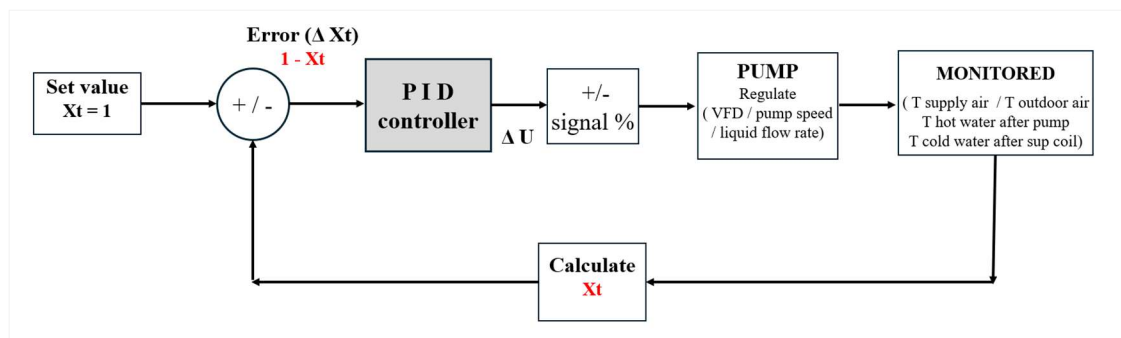 Error (Δ Xt)
1 - Xt
Set value
Xt = 1
+ / -
P I D
controller
Δ U
+/-
signal %
PUMP
Regulate
( VFD / pump speed
/ liquid flow rate)
MONITORED
( T supply air / T outdoor air
T hot water after pump
T cold water after sup coil)
Calculate
Xt